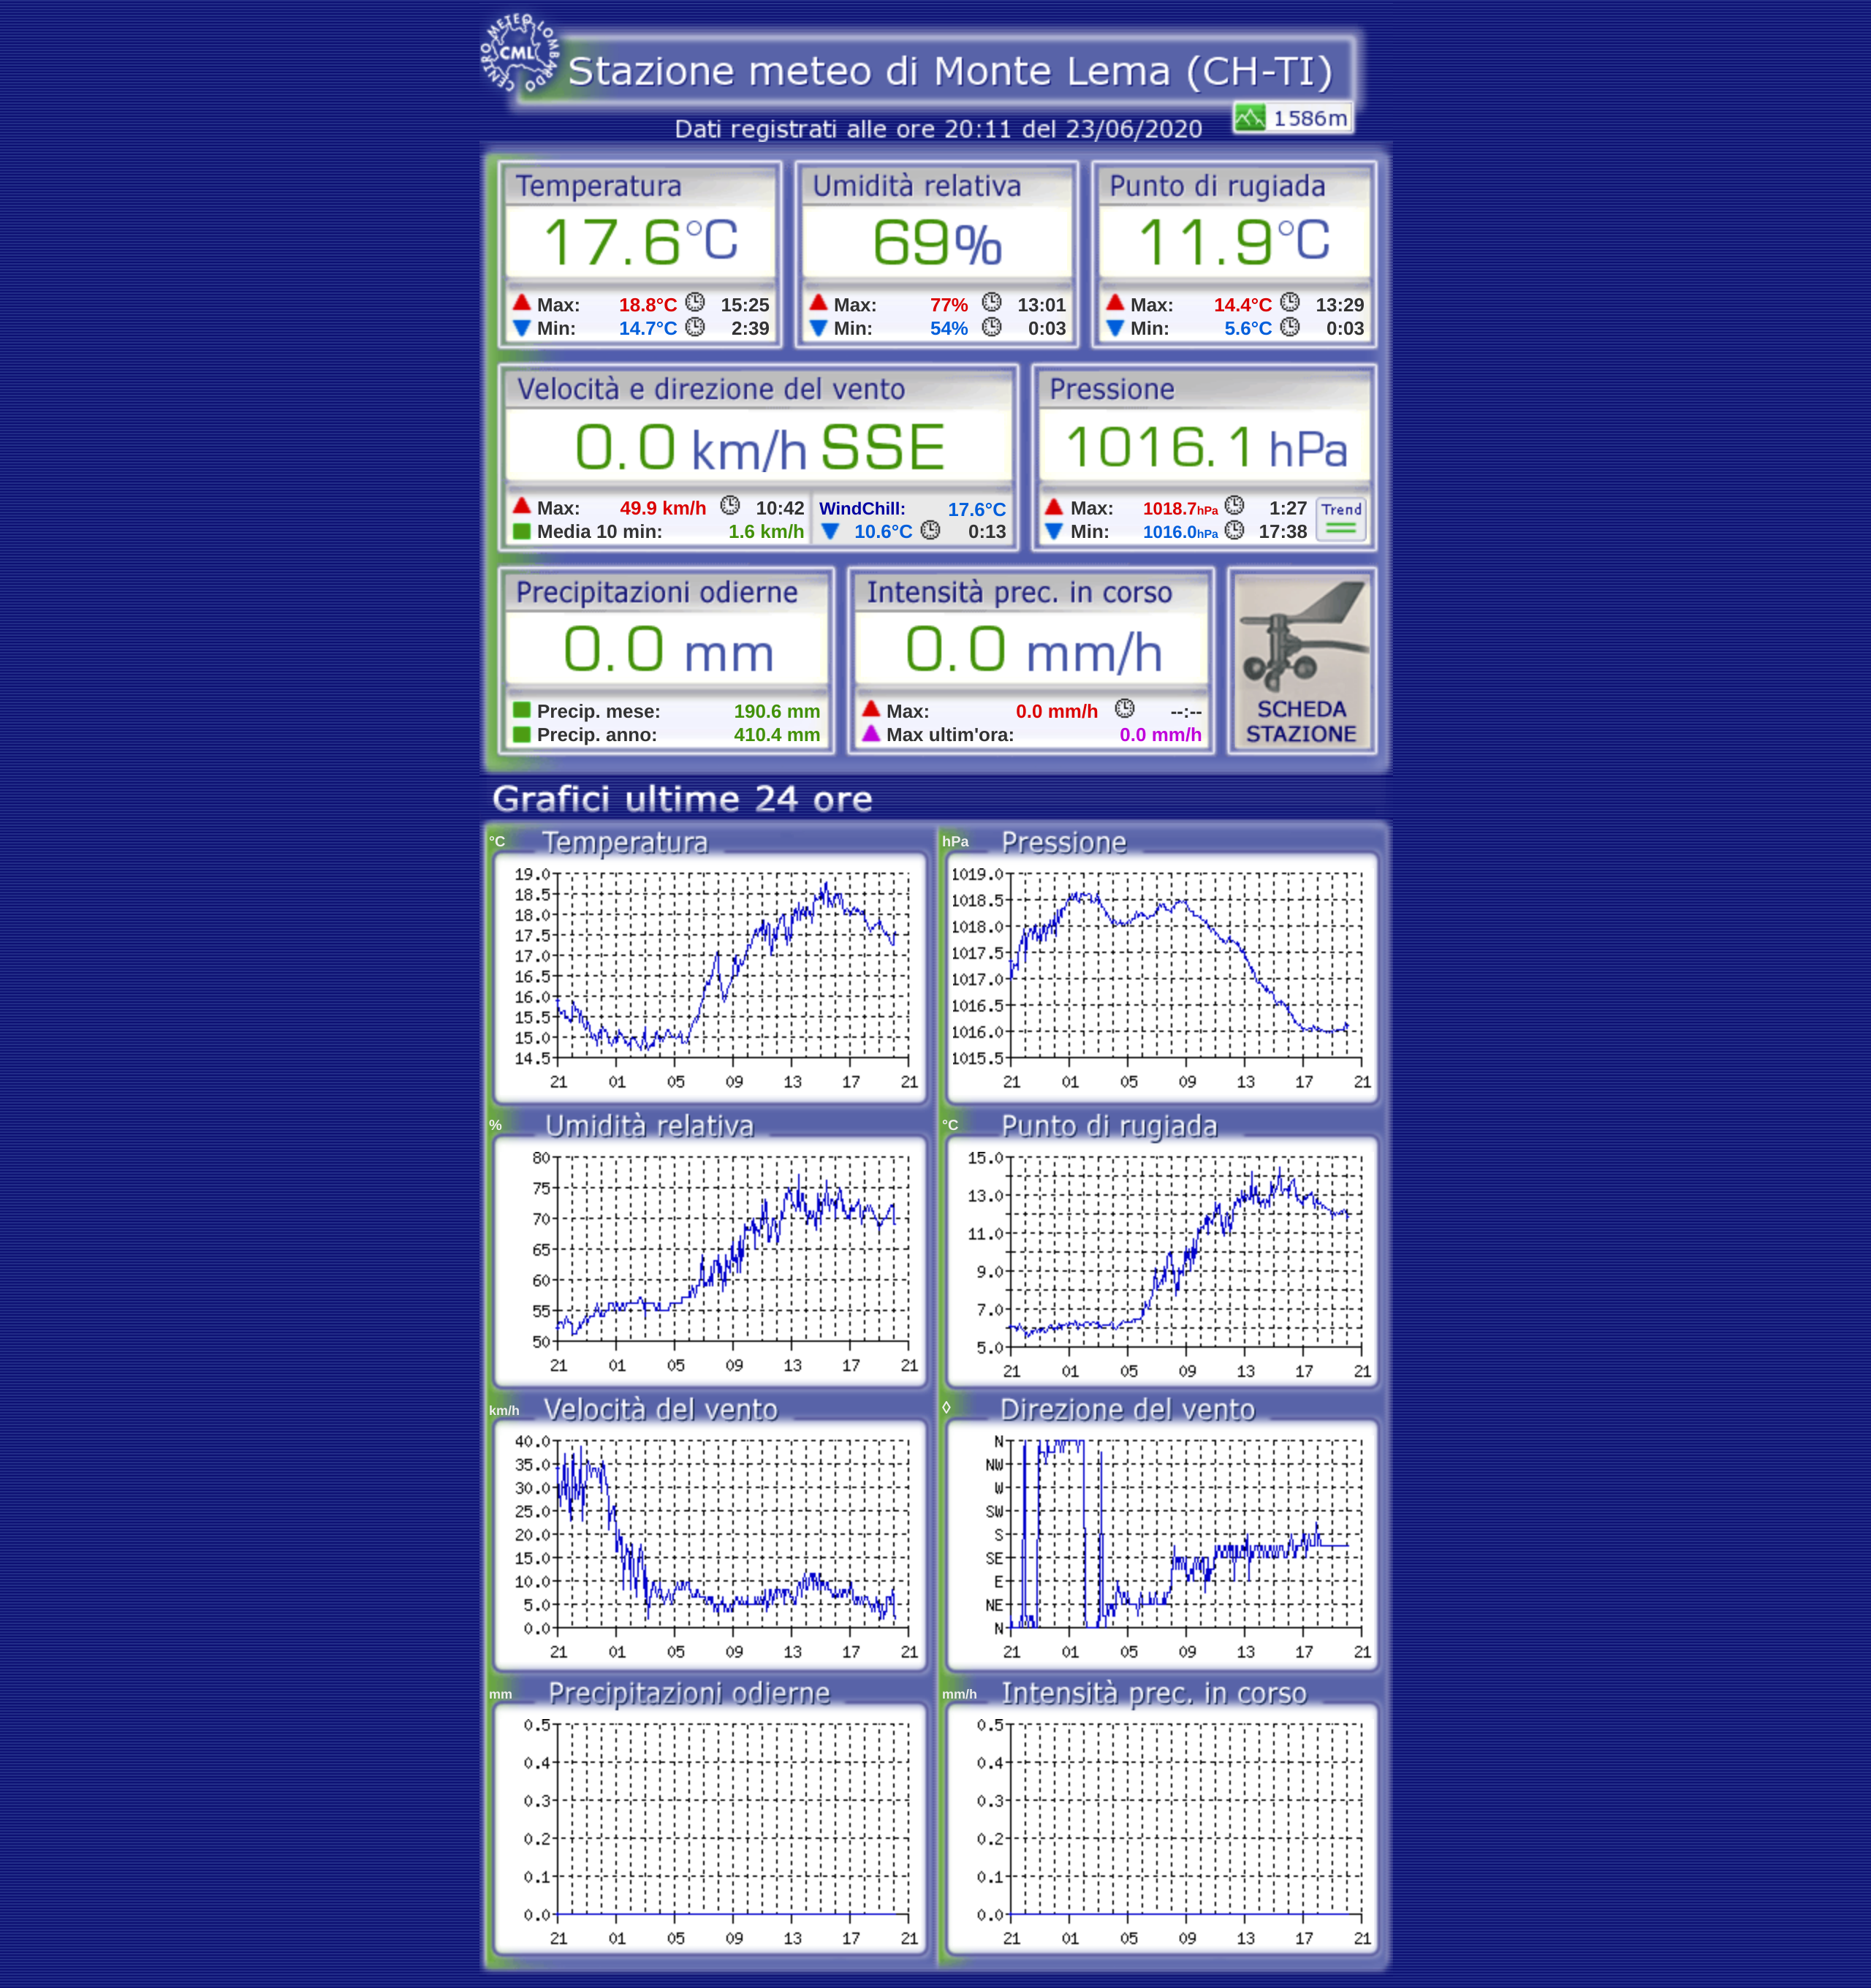 CENTRO METEO LOMBARDO
CML
Stazione meteo di Monte Lema (CH-TI)
1586m
Dati registrati alle ore 20:11 del 23/06/2020
Temperatura
17.6°C
Max: 18.8°C 15:25
Min: 14.7°C 2:39
Umidità relativa
69%
Max: 77% 13:01
Min: 54% 0:03
Punto di rugiada
11.9°C
Max: 14.4°C 13:29
Min: 5.6°C 0:03
Velocità e direzione del vento
0.0 km/h SSE
Max: 49.9 km/h 10:42
Media 10 min: 1.6 km/h
WindChill: 17.6°C
10.6°C 0:13
Pressione
1016.1 hPa
Max: 1018.7hPa 1:27
Min: 1016.0hPa 17:38
Trend
Precipitazioni odierne
0.0 mm
Precip. mese: 190.6 mm
Precip. anno: 410.4 mm
Intensità prec. in corso
0.0 mm/h
Max: 0.0 mm/h --:--
Max ultim'ora: 0.0 mm/h
SCHEDA
STAZIONE
Grafici ultime 24 ore
°C Temperatura
19.0
18.5
18.0
17.5
17.0
16.5
16.0
15.5
15.0
14.5
21 01 05 09 13 17 21
hPa Pressione
1019.0
1018.5
1018.0
1017.5
1017.0
1016.5
1016.0
1015.5
21 01 05 09 13 17 21
% Umidità relativa
80
75
70
65
60
55
50
21 01 05 09 13 17 21
°C Punto di rugiada
15.0
13.0
11.0
9.0
7.0
5.0
21 01 05 09 13 17 21
km/h Velocità del vento
40.0
35.0
30.0
25.0
20.0
15.0
10.0
5.0
0.0
21 01 05 09 13 17 21
◊ Direzione del vento
N
NW
W
SW
S
SE
E
NE
N
21 01 05 09 13 17 21
mm Precipitazioni odierne
0.5
0.4
0.3
0.2
0.1
0.0
21 01 05 09 13 17 21
mm/h Intensità prec. in corso
0.5
0.4
0.3
0.2
0.1
0.0
21 01 05 09 13 17 21